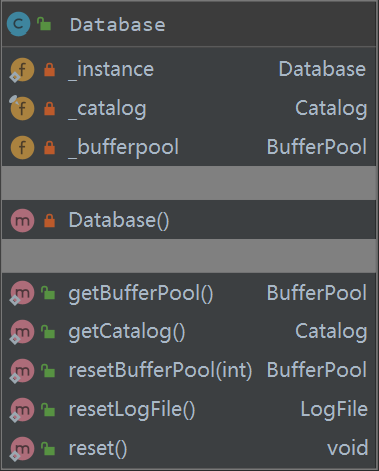 C Database
f _instance Database
f _catalog Catalog
f _bufferpool BufferPool
m Database()
m getBufferPool() BufferPool
m getCatalog() Catalog
m resetBufferPool(int) BufferPool
m resetLogFile() LogFile
m reset() void